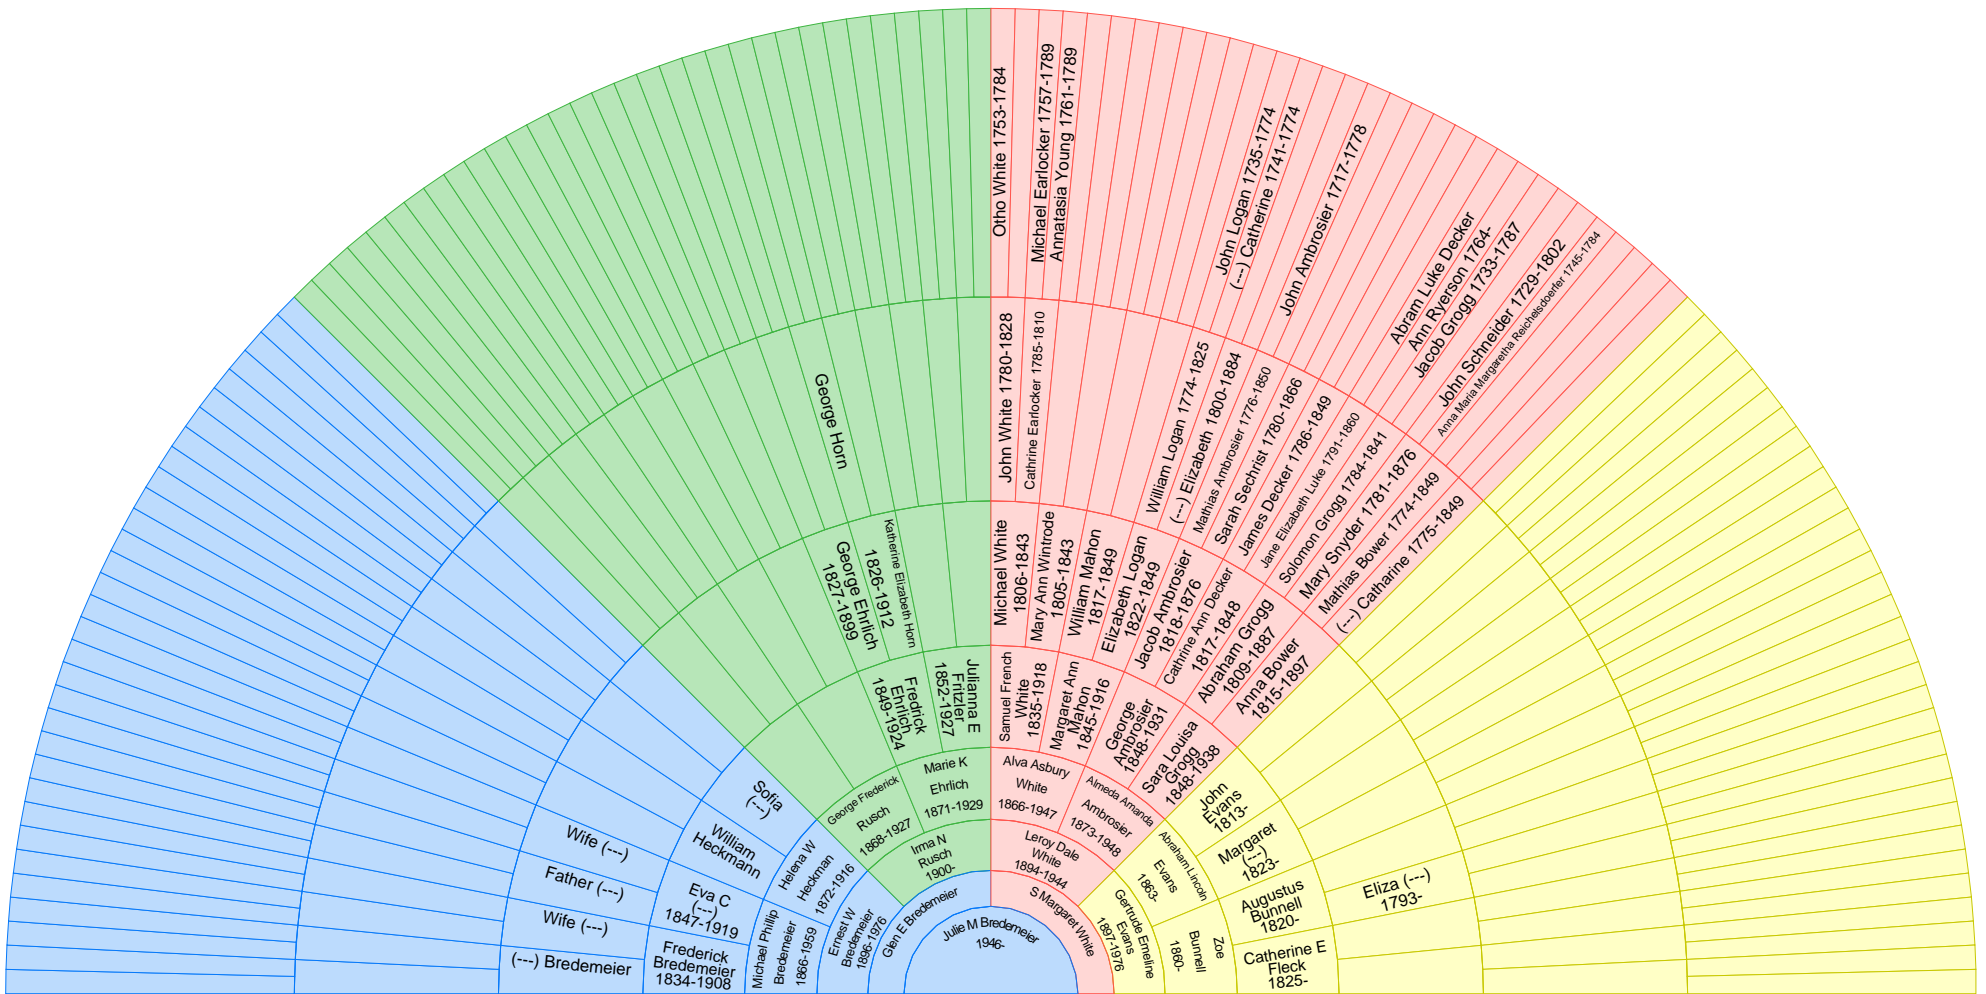 Otho White 1753-1784
Michael Earlocker 1757-1789
Annatasia Young 1761-1789
John Logan 1735-1774
(---) Catherine 1741-1774
John Ambrosier 1717-1778
Abram Luke Decker
Ann Ryerson 1764-
Jacob Grogg 1733-1787
John Schneider 1729-1802
Anna Maria Margaretha Reichelsdoerfer 1745-1784
George Horn
John White 1780-1828
Cathrine Earlocker 1785-1810
William Logan 1774-1825
(---) Elizabeth 1800-1884
Mathias Ambrosier 1776-1850
Sarah Sechrist 1780-1866
James Decker 1786-1849
Jane Elizabeth Luke 1791-1860
Solomon Grogg 1784-1841
Mary Snyder 1781-1876
Mathias Bower 1774-1849
(---) Catharine 1775-1849
(---) Bredemeier
Wife (---)
Father (---)
Wife (---)
George Ehrlich
1827-1899
Katherine Elizabeth Horn
1826-1912
Michael White
1806-1843
Mary Ann Wintrode
1805-1843
William Mahon
1817-1849
Elizabeth Logan
1822-1849
Jacob Ambrosier
1818-1876
Cathrine Ann Decker
1817-1848
Abraham Grogg
1809-1887
Anna Bower
1815-1897
Eliza (---)
1793-
Frederick
Bredemeier
1834-1908
Eva C
(---)
1847-1919
William
Heckmann
Sofia
(---)
Fredrick
Ehrlich
1849-1924
Julianna E
Fritzler
1852-1927
Samuel French
White
1835-1918
Margaret Ann
Mahon
1845-1916
George
Ambrosier
1848-1931
Sara Louisa
Grogg
1848-1938
John
Evans
1813-
Margaret
(---)
1823-
Augustus
Bunnell
1820-
Catherine E
Fleck
1825-
Michael Phillip
Bredemeier
1866-1959
Helena W
Heckman
1872-1916
George Frederick
Rusch
1868-1927
Marie K
Ehrlich
1871-1929
Alva Asbury
White
1866-1947
Almeda Amanda
Ambrosier
1873-1948
Abraham Lincoln
Evans
1863-
Zoe
Bunnell
1860-
Ernest W
Bredemeier
1896-1976
Irma N
Rusch
1900-
Leroy Dale
White
1894-1944
Gertrude Emeline
Evans
1897-1976
Glen E Bredemeier
S Margaret White
Julie M Bredemeier
1946-